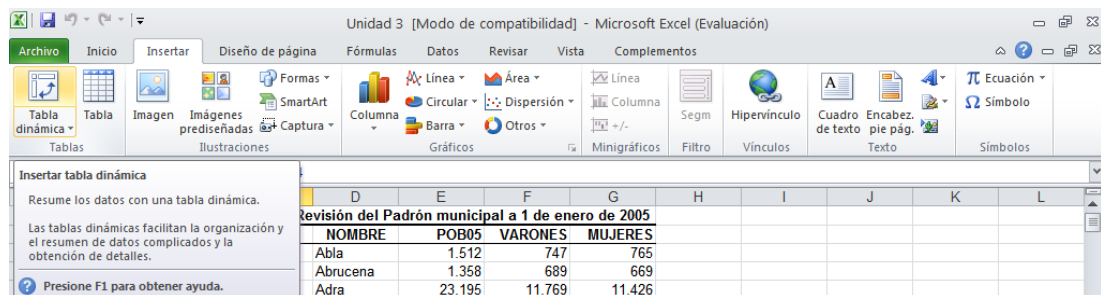 Unidad 3 [Modo de compatibilidad] - Microsoft Excel (Evaluación)
Archivo Inicio Insertar Diseño de página Fórmulas Datos Revisar Vista Complementos
Tabla dinámica
Tabla
Imagen
Imágenes prediseñadas
Formas
SmartArt
Captura
Columna
Línea
Circular
Barra
Área
Dispersión
Otros
Línea
Columna
+/-
Segm
Hipervínculo
Cuadro de texto
Encabez. pie pág.
Ecuación
Símbolo
Tablas Ilustraciones Gráficos Minigráficos Filtro Vínculos Texto Símbolos
Insertar tabla dinámica
Resume los datos con una tabla dinámica.
Las tablas dinámicas facilitan la organización y
el resumen de datos complicados y la
obtención de detalles.
Presione F1 para obtener ayuda.
D E F G H I J K L
Revisión del Padrón municipal a 1 de enero de 2005
NOMBRE POB05 VARONES MUJERES
Abla 1.512 747 765
Abrucena 1.358 689 669
Adra 23.195 11.769 11.426